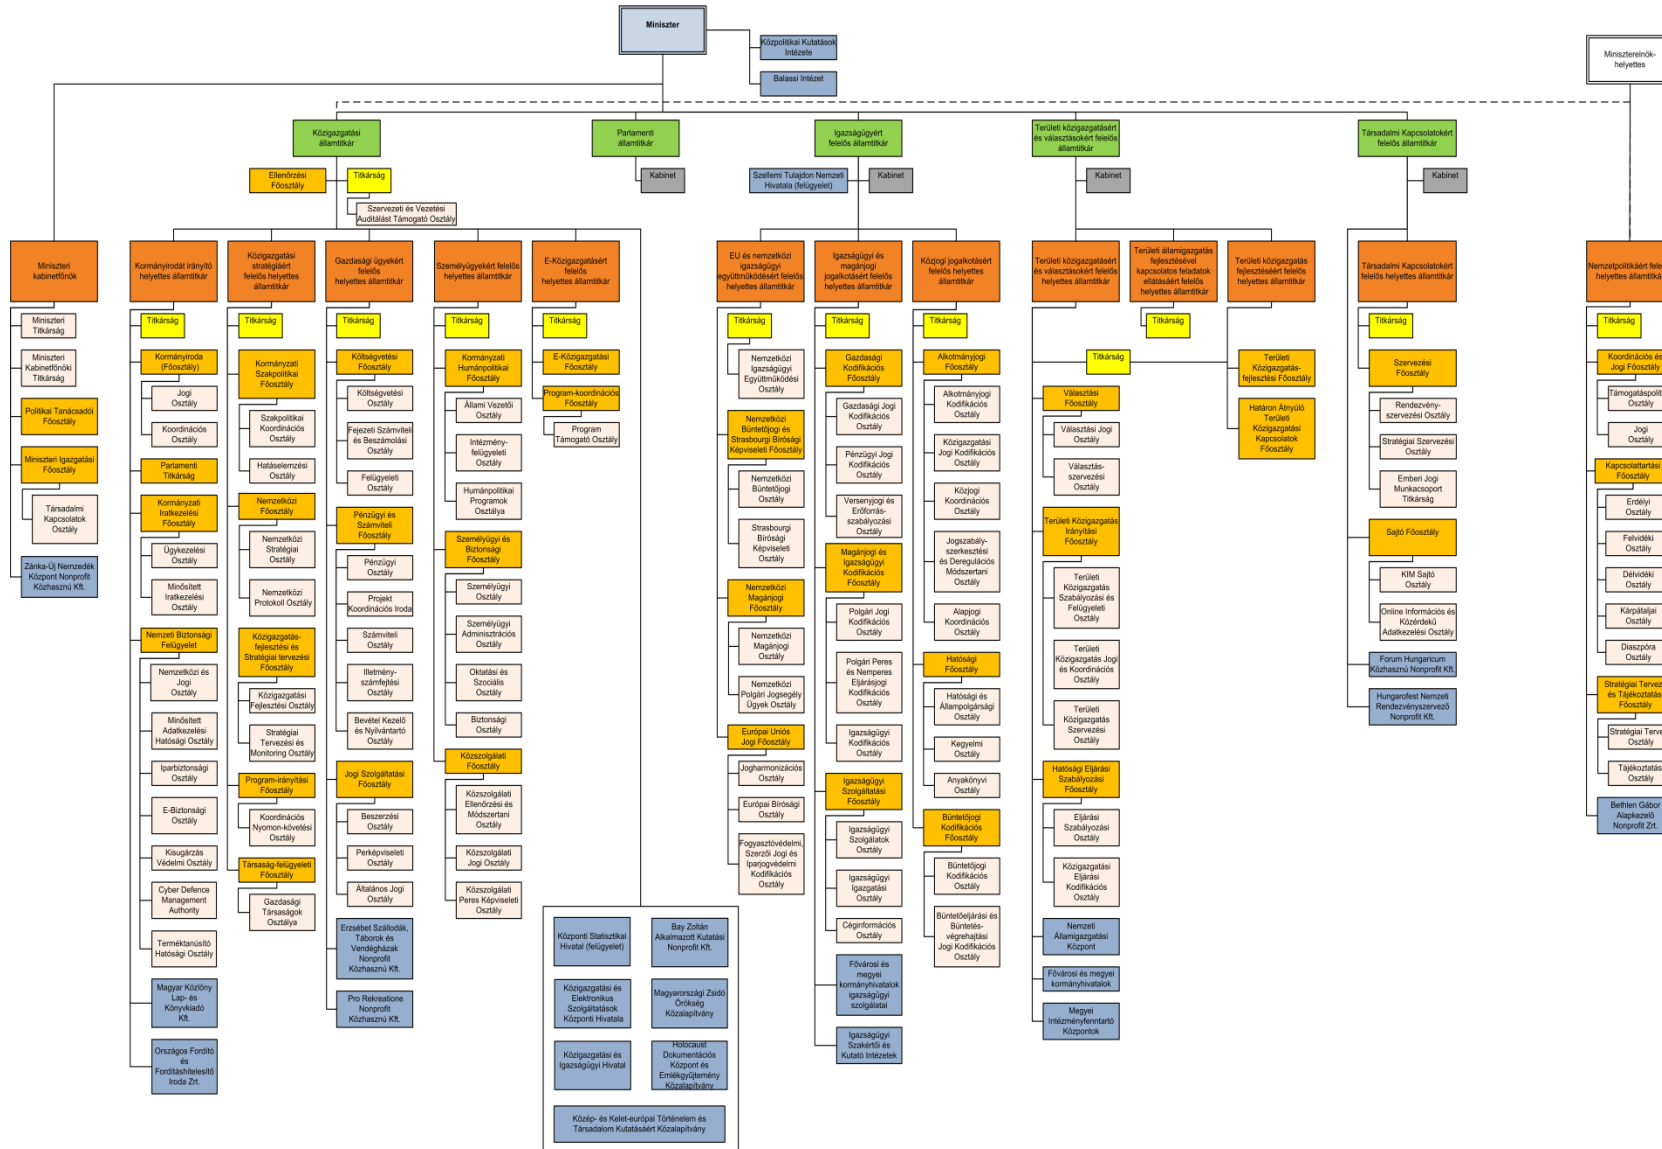 Miniszter
Közpolitikai Kutatások
Intézete
Balassi Intézet
Miniszterelnök-
helyettes
Közigazgatási
államtitkár
Parlamenti
államtitkár
Igazságügyért
felelős államtitkár
Területi közigazgatásért
és választásokért felelős
államtitkár
Társadalmi Kapcsolatokért
felelős államtitkár
Ellenőrzési
Főosztály
Titkárság
Kabinet
Szellemi Tulajdon Nemzeti
Hivatala (felügyelet)
Kabinet
Kabinet
Kabinet
Szervezeti és Vezetési
Auditálást Támogató Osztály
Miniszteri
kabinetfőnök
Miniszteri
Titkárság
Miniszteri
Kabinetfőnöki
Titkárság
Politikai Tanácsadói
Főosztály
Miniszteri Igazgatási
Főosztály
Társadalmi
Kapcsolatok
Osztály
Zánka-Új Nemzedék
Központ Nonprofit
Közhasznú Kft.
Kormányirodát irányító
helyettes államtitkár
Titkárság
Kormányiroda
(Főosztály)
Jogi
Osztály
Koordinációs
Osztály
Parlamenti
Titkárság
Kormányzati
Iratkezelési
Főosztály
Ügykezelési
Osztály
Minősített
Iratkezelési
Osztály
Nemzeti Biztonsági
Felügyelet
Nemzetközi és
Jogi
Osztály
Minősített
Adatkezelési
Hatósági Osztály
Iparbiztonsági
Osztály
E-Biztonsági
Osztály
Kisugárzás
Védelmi Osztály
Cyber Defence
Management
Authority
Terméktanúsító
Hatósági Osztály
Magyar Közlöny
Lap- és
Könyvkiadó
Kft.
Országos Fordító
és
Fordításhitelesítő
Iroda Zrt.
Közigazgatási
stratégiáért
felelős helyettes
államtitkár
Titkárság
Kormányzati
Szakpolitikai
Főosztály
Szakpolitikai
Koordinációs
Osztály
Hatáselemzési
Osztály
Nemzetközi
Főosztály
Nemzetközi
Stratégiai Osztály
Nemzetközi
Protokoll Osztály
Közigazgatás-
fejlesztési és
Stratégiai tervezési
Főosztály
Közigazgatási
Fejlesztési Osztály
Stratégiai
Tervezési és
Monitoring Osztály
Program-irányítási
Főosztály
Koordinációs
Nyomon-követési
Osztály
Társaság-felügyeleti
Főosztály
Gazdasági
Társaságok
Osztálya
Gazdasági ügyekért
felelős
helyettes államtitkár
Titkárság
Költségvetési
Főosztály
Költségvetési
Osztály
Fejezeti Számviteli
és Beszámolási
Osztály
Felügyeleti
Osztály
Pénzügyi és
Számviteli
Főosztály
Pénzügyi
Osztály
Projekt
Koordinációs Iroda
Számviteli
Osztály
Illetmény-
számfejtési
Osztály
Bevétel Kezelő
és Nyilvántartó
Osztály
Jogi Szolgáltatási
Főosztály
Beszerzési
Osztály
Perképviseleti
Osztály
Általános Jogi
Osztály
Erzsébet Szállodák,
Táborok és
Vendégházak
Nonprofit
Közhasznú Kft.
Pro Rekreatione
Nonprofit
Közhasznú Kft.
Személyügyekért felelős
helyettes államtitkár
Titkárság
Kormányzati
Humánpolitikai
Főosztály
Állami Vezetői
Osztály
Intézmény-
felügyeleti
Osztály
Humánpolitikai
Programok
Osztálya
Személyügyi és
Biztonsági
Főosztály
Személyügyi
Osztály
Személyügyi
Adminisztrációs
Osztály
Oktatási és
Szociális
Osztály
Biztonsági
Osztály
Közszolgálati
Főosztály
Közszolgálati
Ellenőrzési és
Módszertani
Osztály
Közszolgálati
Jogi Osztály
Közszolgálati
Peres Képviseleti
Osztály
E-Közigazgatásért
felelős
helyettes államtitkár
Titkárság
E-Közigazgatási
Főosztály
Program-koordinációs
Főosztály
Program
Támogató Osztály
Központi Statisztikai
Hivatal (felügyelet)
Bay Zoltán
Alkalmazott Kutatási
Nonprofit Kft.
Közigazgatási és
Elektronikus
Szolgáltatások
Központi Hivatala
Magyarországi Zsidó
Örökség
Közalapítvány
Közigazgatási és
Igazságügyi Hivatal
Holocaust
Dokumentációs
Központ és
Emlékgyűjtemény
Közalapítvány
Közép- és Kelet-európai Történelem és
Társadalom Kutatásáért Közalapítvány
EU és nemzetközi
igazságügyi
együttműködésért felelős
helyettes államtitkár
Titkárság
Nemzetközi
Igazságügyi
Együttműködési
Osztály
Nemzetközi
Büntetőjogi és
Strasbourgi Bírósági
Képviseleti Főosztály
Nemzetközi
Büntetőjogi
Osztály
Strasbourgi
Bírósági
Képviseleti
Osztály
Nemzetközi
Magánjogi
Főosztály
Nemzetközi
Magánjogi
Osztály
Nemzetközi
Polgári Jogsegély
Ügyek Osztály
Európai Uniós
Jogi Főosztály
Jogharmonizációs
Osztály
Európai Bírósági
Osztály
Fogyasztóvédelmi,
Szerzői Jogi és
Iparjogvédelmi
Kodifikációs
Osztály
Igazságügyi és
magánjogi
jogalkotásért felelős
helyettes államtitkár
Titkárság
Gazdasági
Kodifikációs
Főosztály
Gazdasági Jogi
Kodifikációs
Osztály
Pénzügyi Jogi
Kodifikációs
Osztály
Versenyjogi és
Erőforrás-
szabályozási
Osztály
Magánjogi és
Igazságügyi
Kodifikációs
Főosztály
Polgári Jogi
Kodifikációs
Osztály
Polgári Peres
és Nemperes
Eljárásjogi
Kodifikációs
Osztály
Igazságügyi
Kodifikációs
Osztály
Igazságügyi
Szolgáltatási
Főosztály
Igazságügyi
Szolgálatok
Osztály
Igazságügyi
Igazgatási
Osztály
Céginformációs
Osztály
Fővárosi és
megyei
kormányhivatalok
igazságügyi
szolgálatai
Igazságügyi
Szakértői és
Kutató Intézetek
Közjogi jogalkotásért
felelős helyettes
államtitkár
Titkárság
Alkotmányjogi
Főosztály
Alkotmányjogi
Kodifikációs
Osztály
Közigazgatási
Jogi Kodifikációs
Osztály
Közjogi
Koordinációs
Osztály
Jogszabály-
szerkesztési
és Deregulációs
Módszertani
Osztály
Alapjogi
Koordinációs
Osztály
Hatósági
Főosztály
Hatósági és
Állampolgársági
Osztály
Kegyelmi
Osztály
Anyakönyvi
Osztály
Büntetőjogi
Kodifikációs
Főosztály
Büntetőjogi
Kodifikációs
Osztály
Büntetőeljárási és
Büntetés-
végrehajtási
Jogi Kodifikációs
Osztály
Területi közigazgatásért
és választásokért felelős
helyettes államtitkár
Területi államigazgatás
fejlesztésével
kapcsolatos feladatok
ellátásáért felelős
helyettes államtitkár
Titkárság
Területi közigazgatás
fejlesztéséért felelős
helyettes államtitkár
Titkárság
Területi
Közigazgatás-
fejlesztési Főosztály
Határon Átnyúló
Területi
Közigazgatási
Kapcsolatok
Főosztály
Választási
Főosztály
Választási Jogi
Osztály
Választás-
szervezési
Osztály
Területi Közigazgatás
Irányítási
Főosztály
Területi
Közigazgatás
Szabályozási és
Felügyeleti
Osztály
Területi
Közigazgatás Jogi
és Koordinációs
Osztály
Területi
Közigazgatás
Szervezési
Osztály
Hatósági Eljárási
Szabályozási
Főosztály
Eljárási
Szabályozási
Osztály
Közigazgatási
Eljárási
Kodifikációs
Osztály
Nemzeti
Államigazgatási
Központ
Fővárosi és megyei
kormányhivatalok
Megyei
Intézményfenntartó
Központok
Társadalmi Kapcsolatokért
felelős helyettes államtitkár
Titkárság
Szervezési
Főosztály
Rendezvény-
szervezési Osztály
Stratégiai Szervezési
Osztály
Emberi Jogi
Munkacsoport
Titkárság
Sajtó Főosztály
KIM Sajtó
Osztály
Online Információs és
Közérdekű
Adatkezelési Osztály
Forum Hungaricum
Közhasznú Nonprofit Kft.
Hungarofest Nemzeti
Rendezvényszervező
Nonprofit Kft.
Nemzetpolitikáért fele
helyettes államtitká
Titkárság
Koordinációs és
Jogi Főosztály
Támogatáspolit
Osztály
Jogi
Osztály
Kapcsolattartási
Főosztály
Erdélyi
Osztály
Felvidéki
Osztály
Délvidéki
Osztály
Kárpátaljai
Osztály
Diaszpóra
Osztály
Stratégiai Tervez
és Tájékoztatás
Főosztály
Stratégiai Terve
Osztály
Tájékoztatás
Osztály
Bethlen Gábor
Alapkezelő
Nonprofit Zrt.